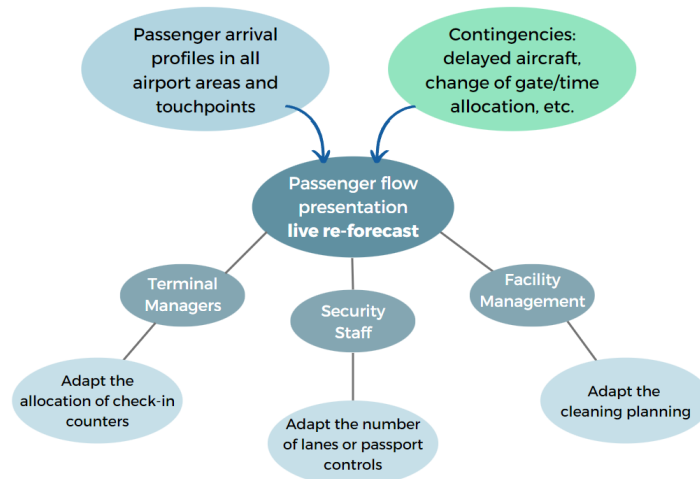 Passenger arrival
profiles in all
airport areas and
touchpoints
Contingencies:
delayed aircraft,
change of gate/time
allocation, etc.
Passenger flow
presentation
live re-forecast
Terminal
Managers
Security
Staff
Facility
Management
Adapt the
allocation of check-in
counters
Adapt the number
of lanes or passport
controls
Adapt the
cleaning planning